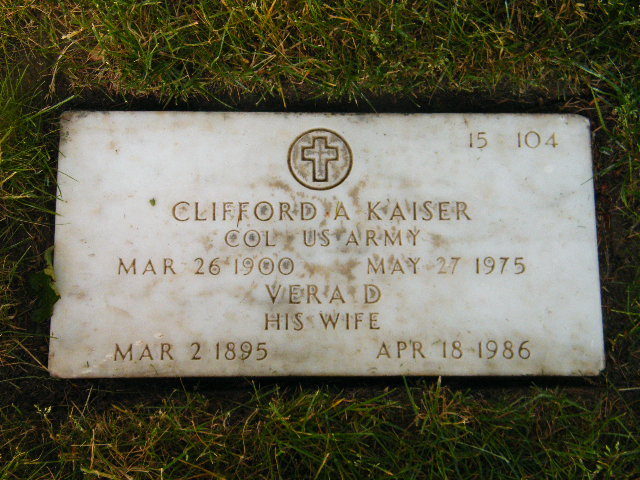 15 104
CLIFFORD A KAISER
COL US ARMY
MAR 26 1900 MAY 27 1975
VERA D
HIS WIFE
MAR 2 1895 APR 18 1986